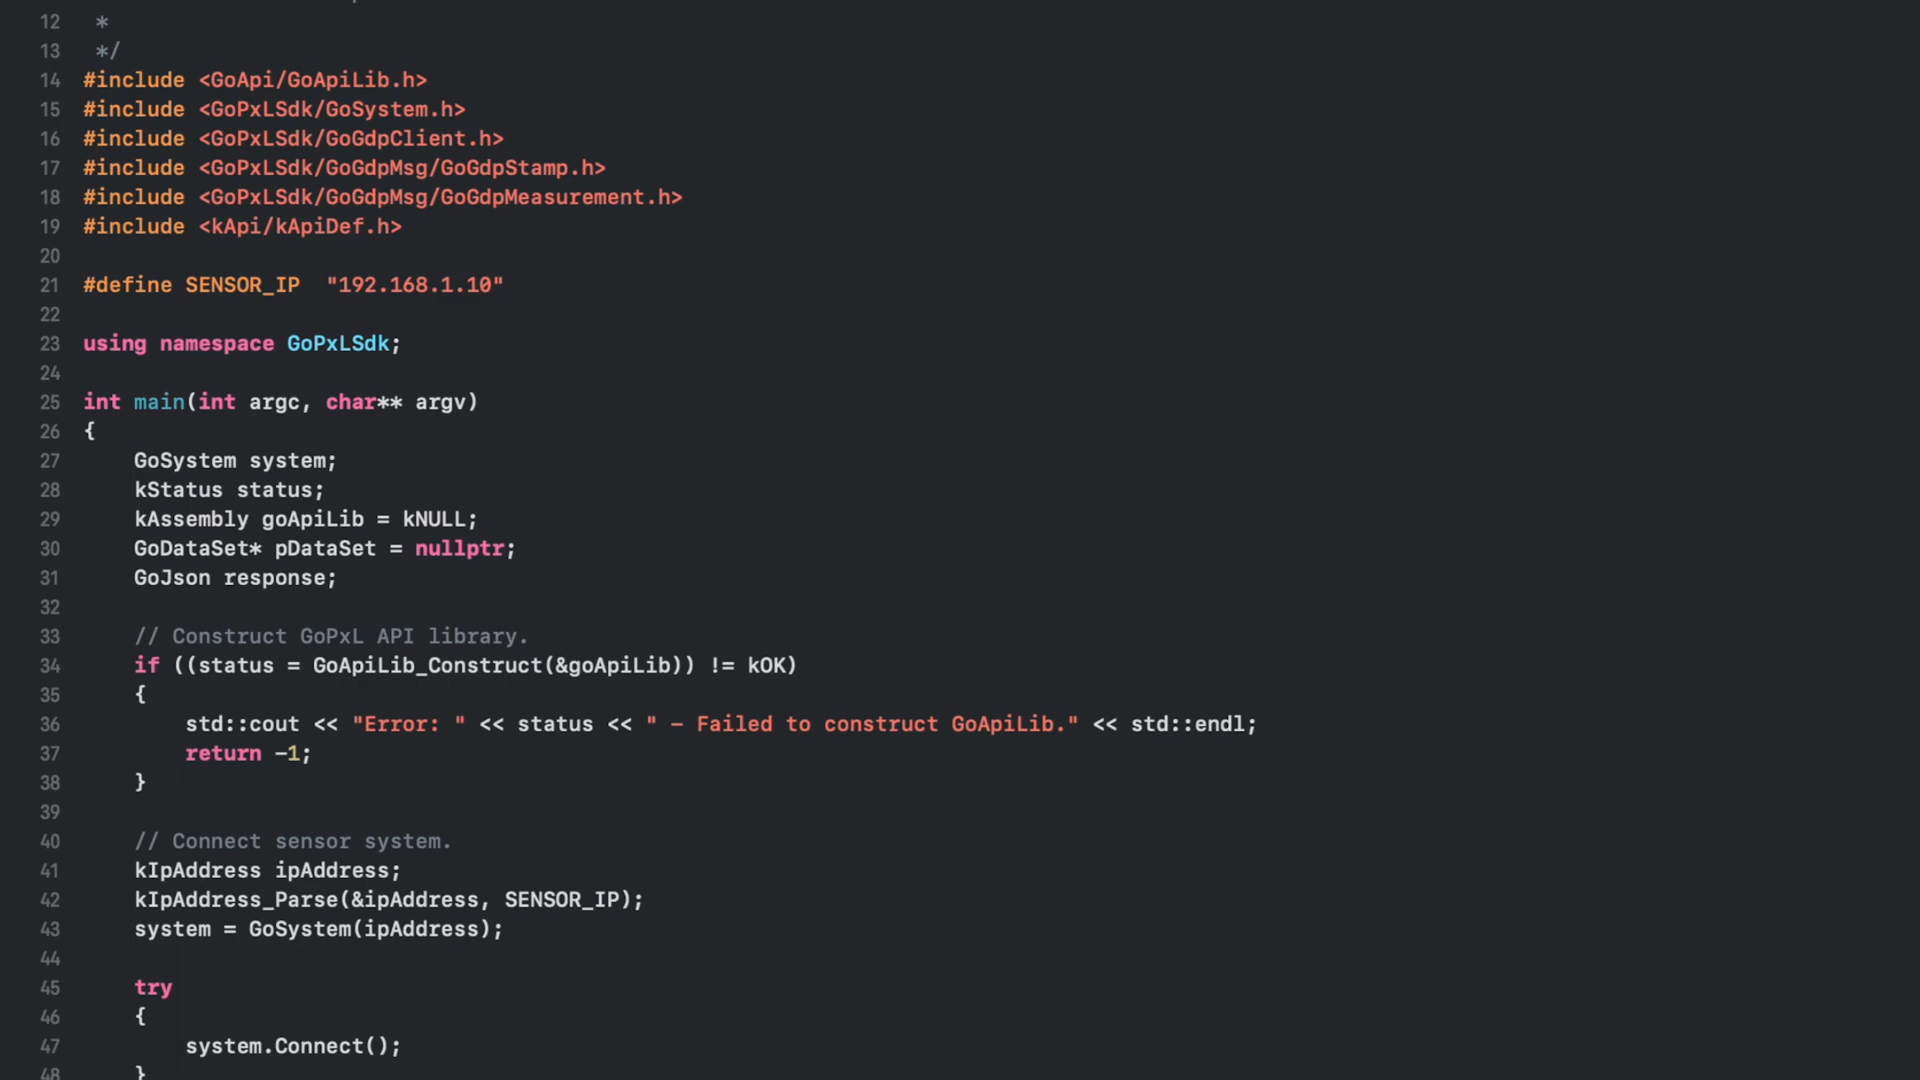 12 *
13 */
14 #include <GoApi/GoApiLib.h>
15 #include <GoPxLSdk/GoSystem.h>
16 #include <GoPxLSdk/GoGdpClient.h>
17 #include <GoPxLSdk/GoGdpMsg/GoGdpStamp.h>
18 #include <GoPxLSdk/GoGdpMsg/GoGdpMeasurement.h>
19 #include <kApi/kApiDef.h>
20
21 #define SENSOR_IP  "192.168.1.10"
22
23 using namespace GoPxLSdk;
24
25 int main(int argc, char** argv)
26 {
27     GoSystem system;
28     kStatus status;
29     kAssembly goApiLib = kNULL;
30     GoDataSet* pDataSet = nullptr;
31     GoJson response;
32
33     // Construct GoPxL API library.
34     if ((status = GoApiLib_Construct(&goApiLib)) != kOK)
35     {
36         std::cout << "Error: " << status << " - Failed to construct GoApiLib." << std::endl;
37         return -1;
38     }
39
40     // Connect sensor system.
41     kIpAddress ipAddress;
42     kIpAddress_Parse(&ipAddress, SENSOR_IP);
43     system = GoSystem(ipAddress);
44
45     try
46     {
47         system.Connect();
48     }